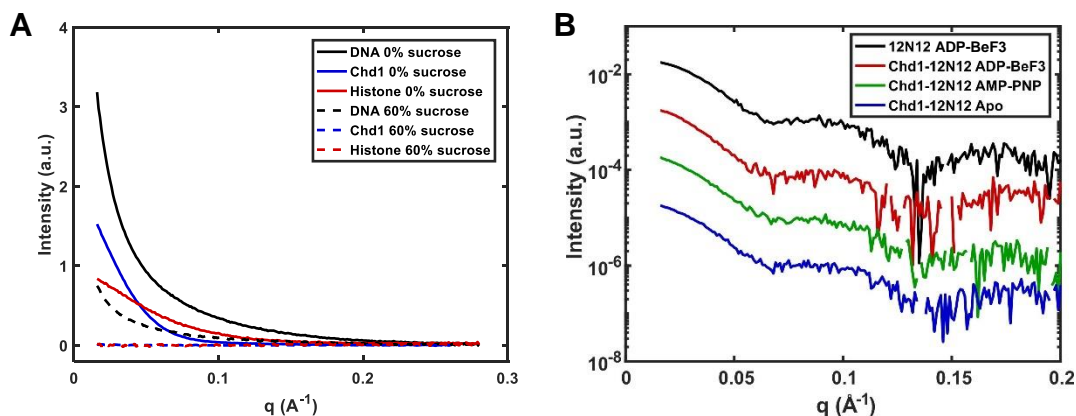 A
Intensity (a.u.)
4
3
2
1
0
DNA 0% sucrose
Chd1 0% sucrose
Histone 0% sucrose
DNA 60% sucrose
Chd1 60% sucrose
Histone 60% sucrose
0 0.1 0.2 0.3
q (A-1)
B
Intensity (a.u.)
10-2
10-4
10-6
10-8
12N12 ADP-BeF3
Chd1-12N12 ADP-BeF3
Chd1-12N12 AMP-PNP
Chd1-12N12 Apo
0 0.05 0.1 0.15 0.2
q (Å-1)